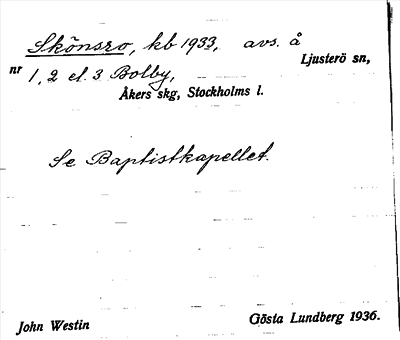 Skönsro, kb 1933, avs. å
Ljusterö sn,
nr 1, 2 el. 3 Bolby,
Åkers skg, Stockholms l.
Se Baptistkapellet.
John Westin
Gösta Lundberg 1936.